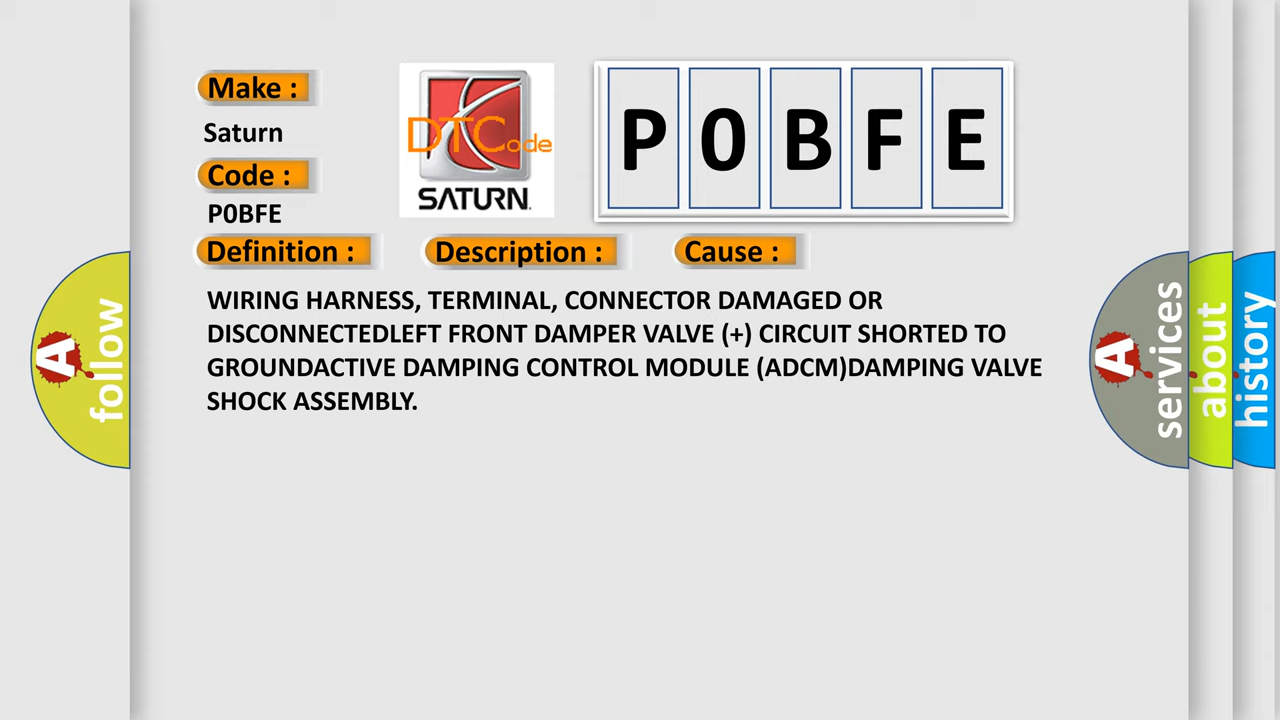 Make :
Saturn
Code :
P0BFE
DTCode
SATURN
P 0 B F E
Definition :
Description :
Cause :
WIRING HARNESS, TERMINAL, CONNECTOR DAMAGED OR
DISCONNECTEDLEFT FRONT DAMPER VALVE (+) CIRCUIT SHORTED TO
GROUNDACTIVE DAMPING CONTROL MODULE (ADCM)DAMPING VALVE
SHOCK ASSEMBLY.
A
follow
A
services
about
history